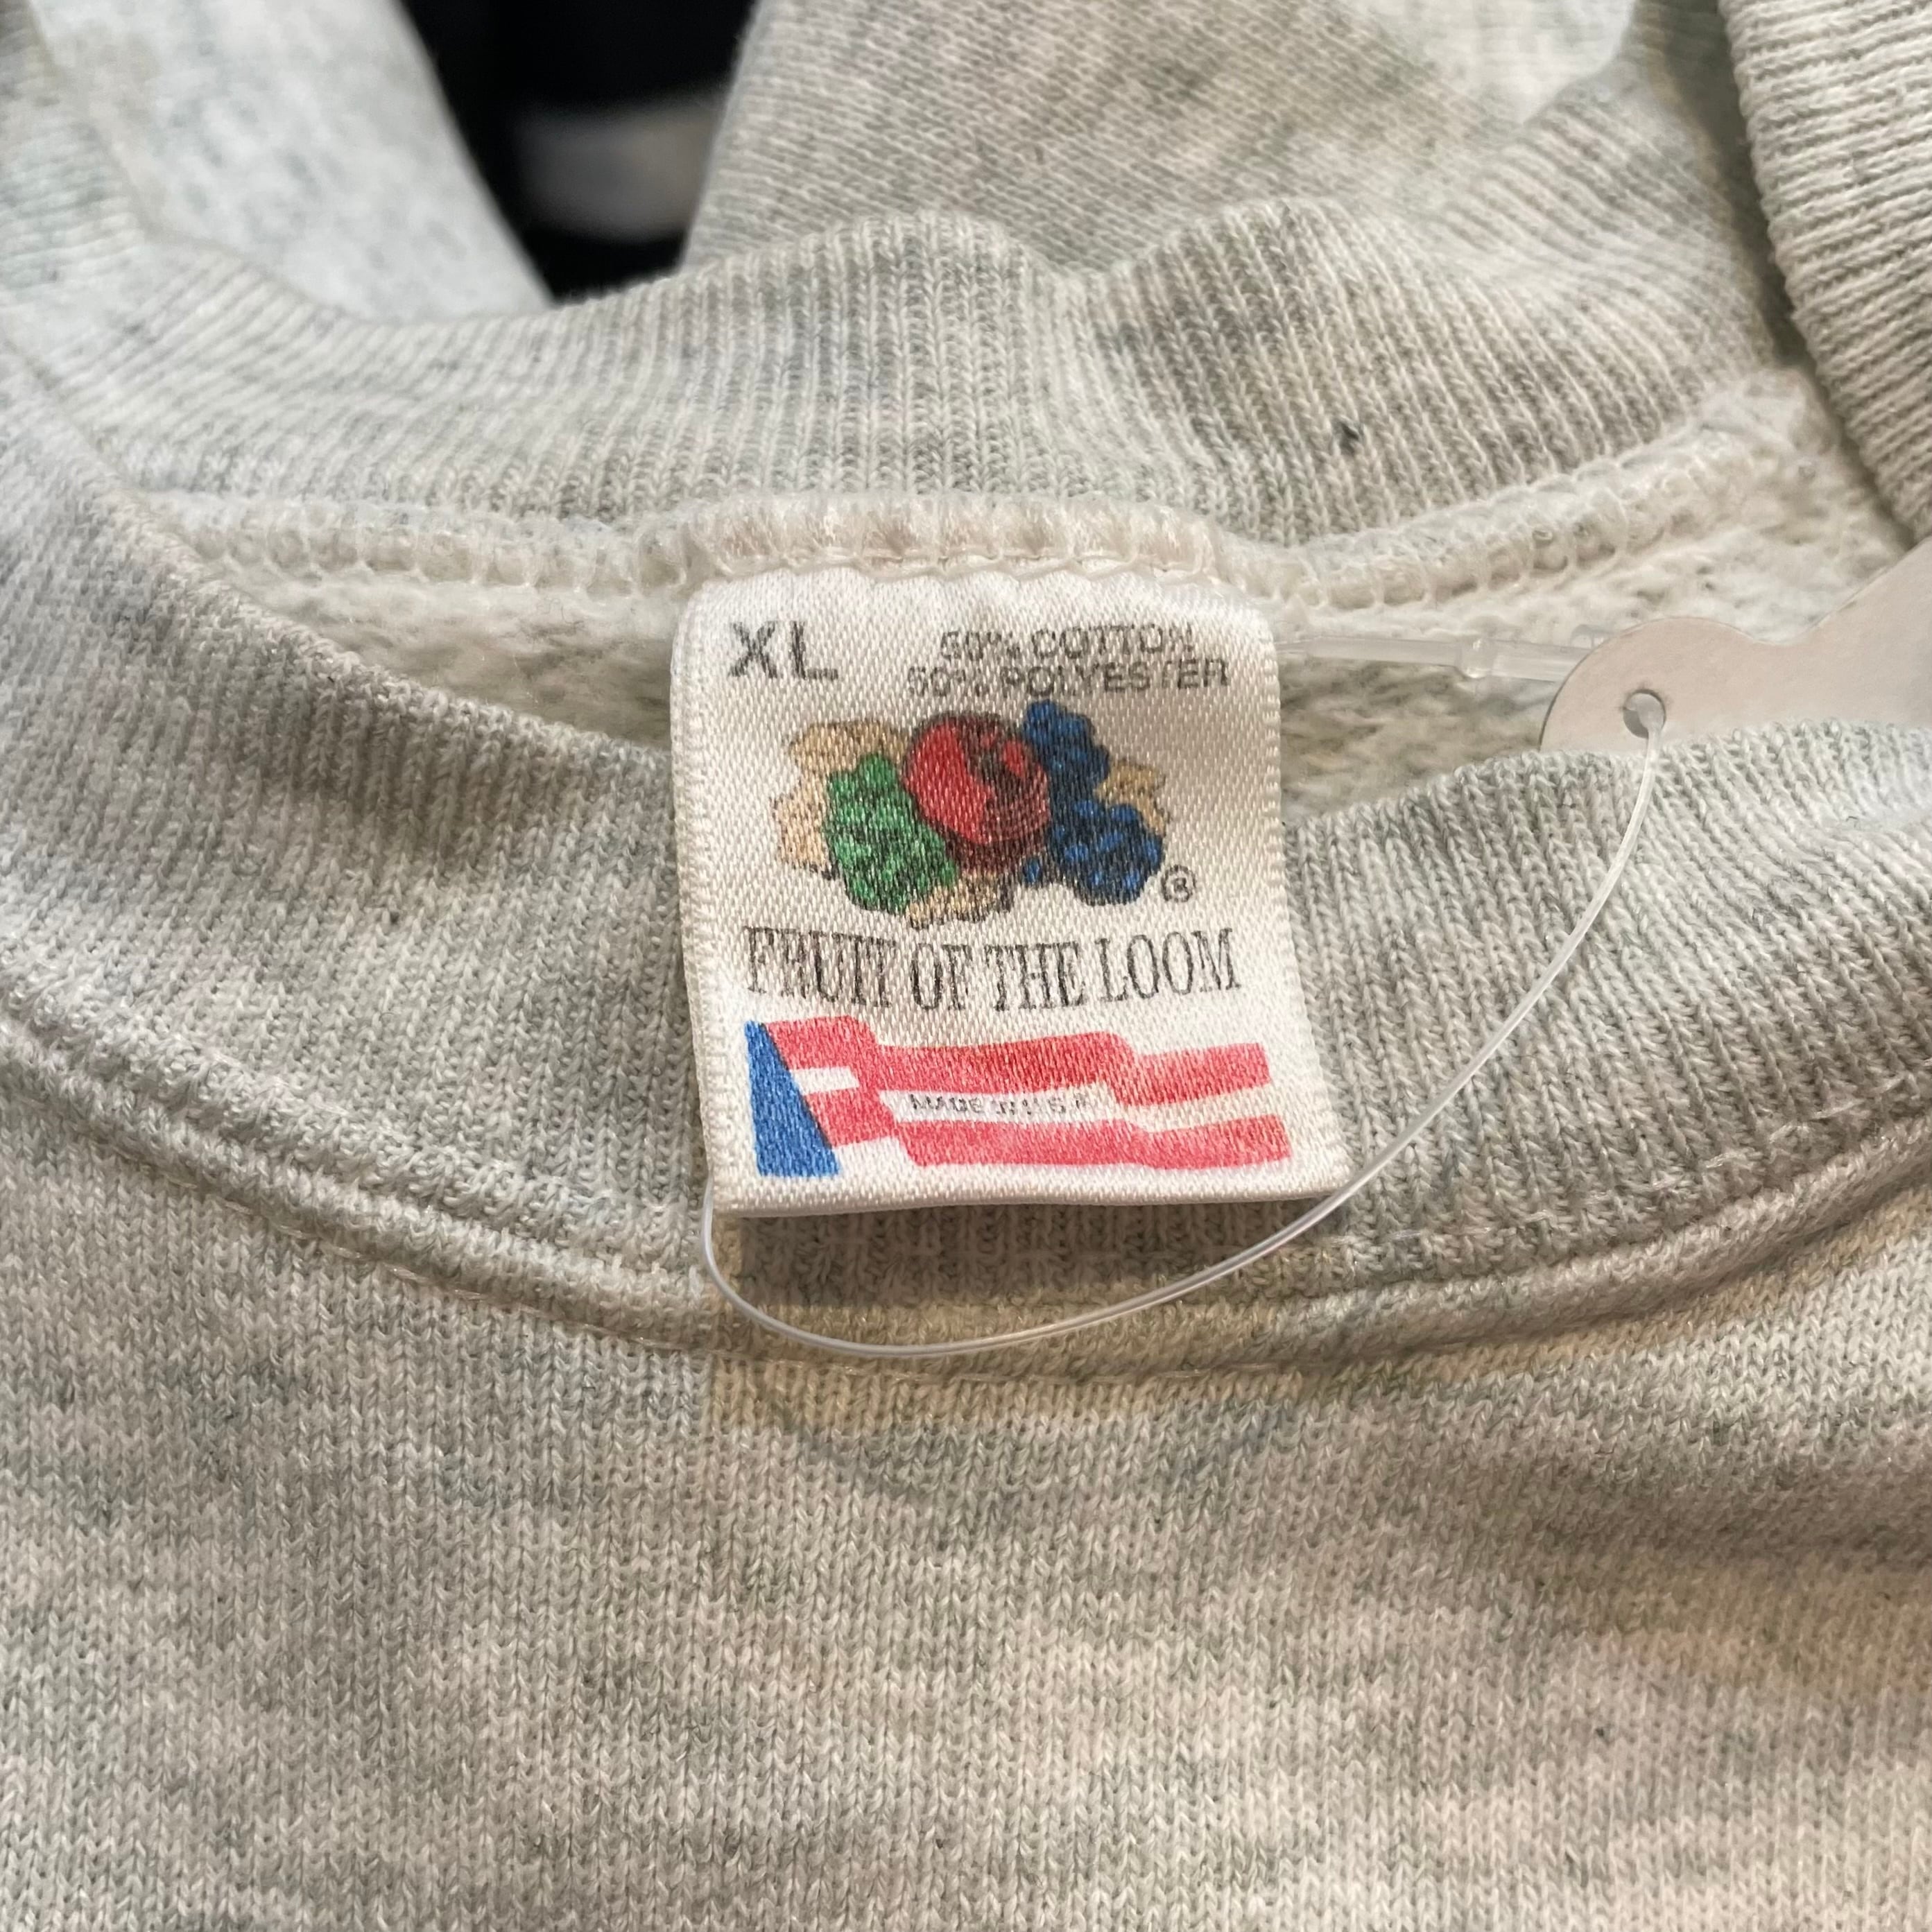 XL
50% COTTON
50% POLYESTER
®
FRUIT OF THE LOOM
MADE IN U.S.A.